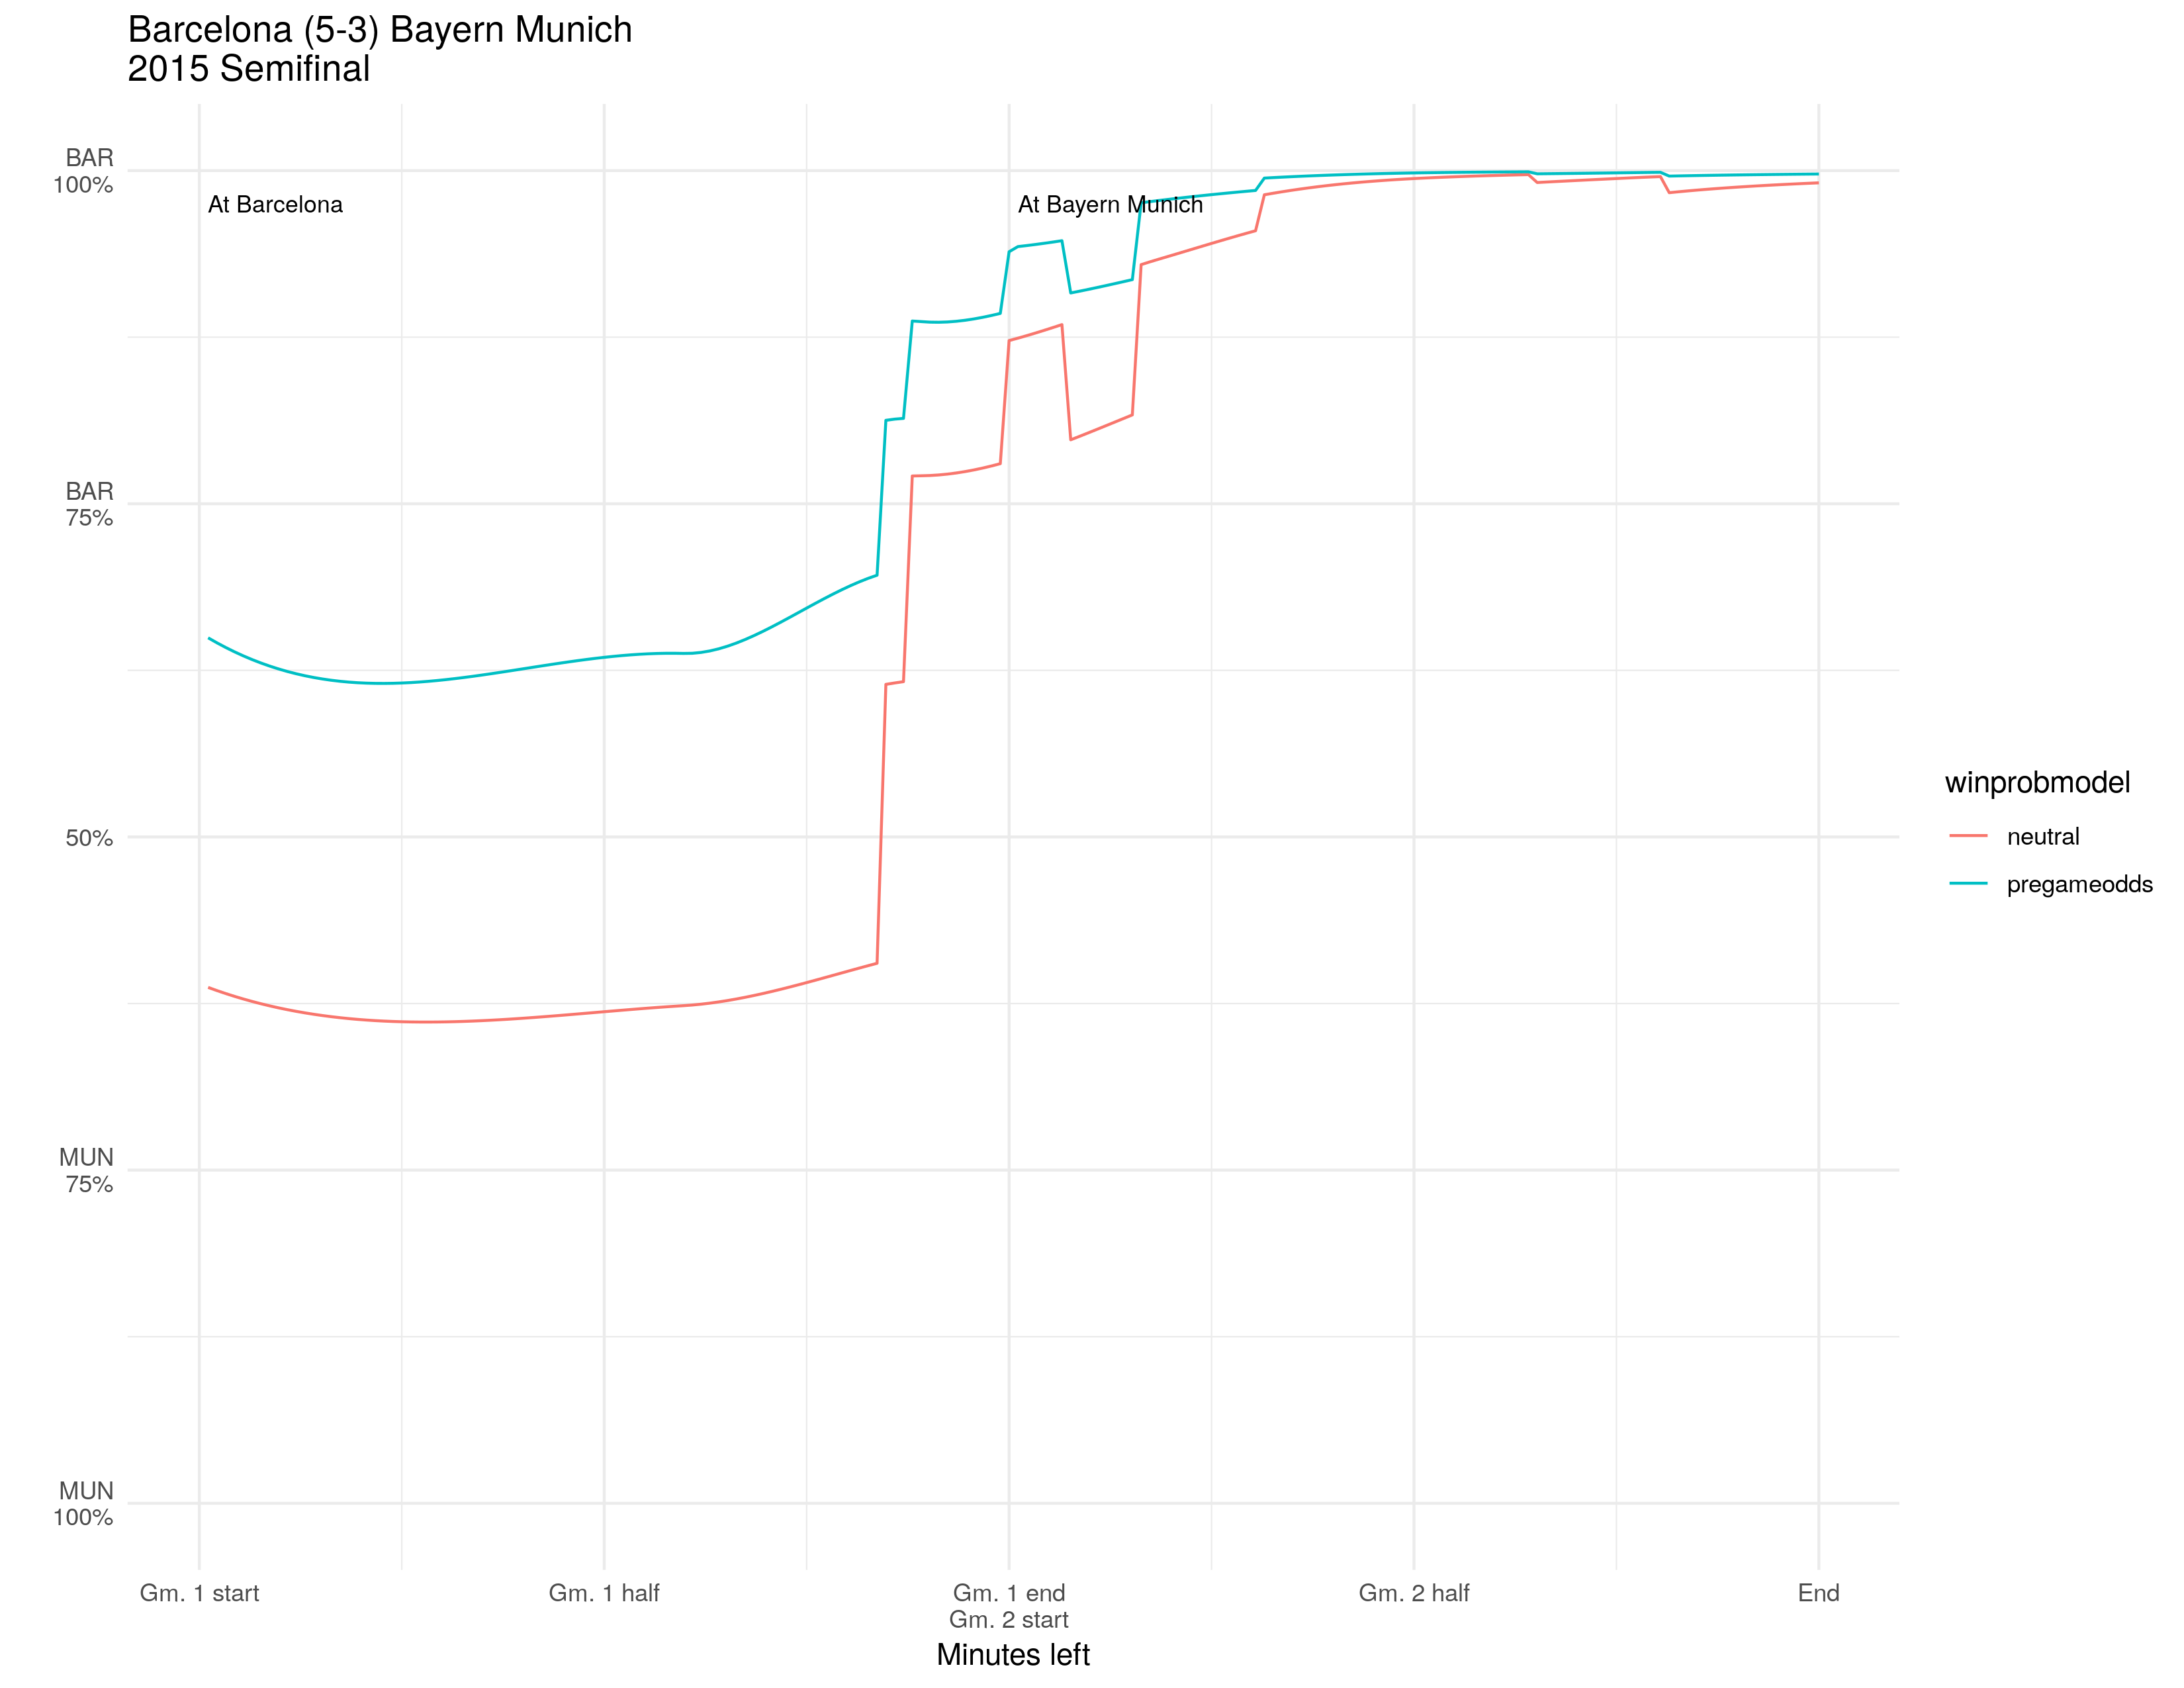 Barcelona (5-3) Bayern Munich
2015 Semifinal
BAR
100%
BAR
75%
50%
MUN
75%
MUN
100%
At Barcelona
At Bayern Munich
winprobmodel
neutral
pregameodds
Gm. 1 start
Gm. 1 half
Gm. 1 end
Gm. 2 start
Gm. 2 half
End
Minutes left